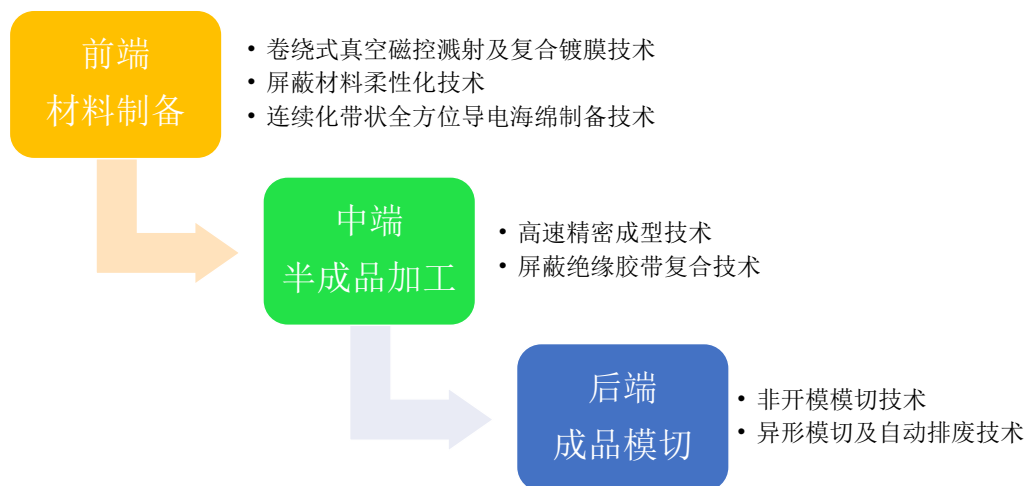 前端
材料制备
• 卷绕式真空磁控溅射及复合镀膜技术
• 屏蔽材料柔性化技术
• 连续化带状全方位导电海绵制备技术
中端
半成品加工
• 高速精密成型技术
• 屏蔽绝缘胶带复合技术
后端
成品模切
• 非开模模切技术
• 异形模切及自动排废技术